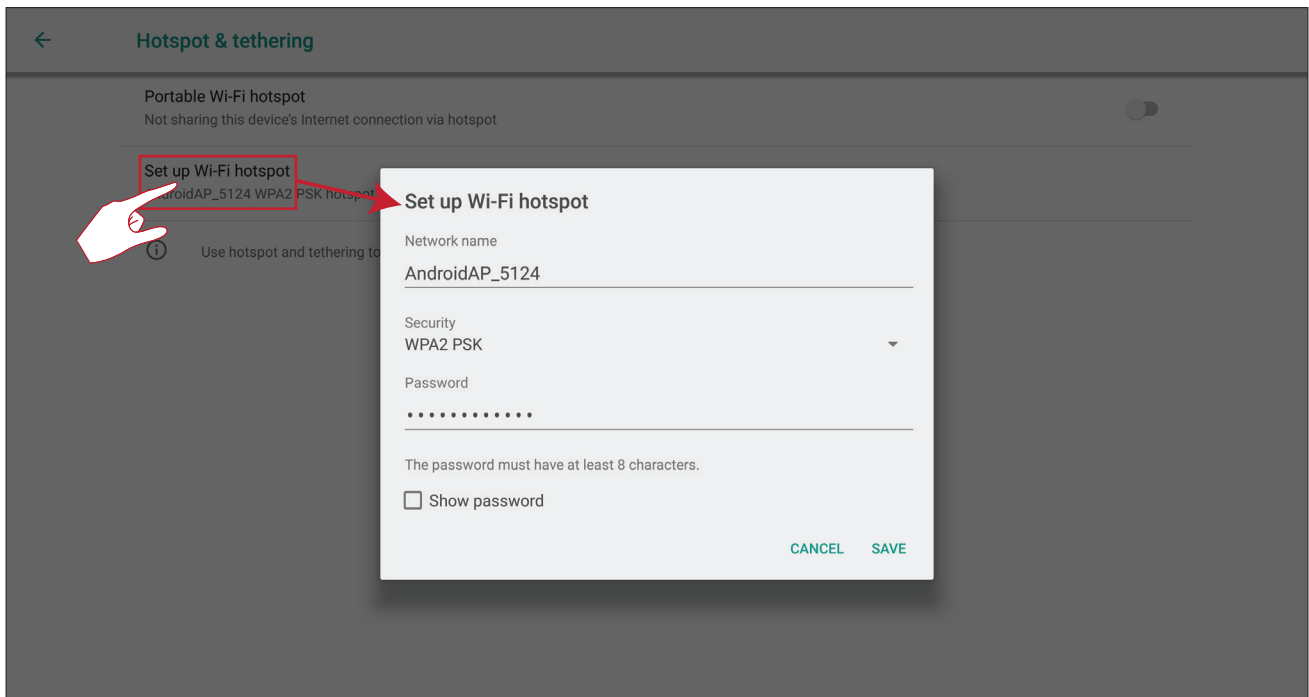 Hotspot & tethering
Portable Wi-Fi hotspot
Not sharing this device's Internet connection via hotspot
Set up Wi-Fi hotspot
AndroidAP_5124 WPA2 PSK hotspot
Use hotspot and tethering to
Set up Wi-Fi hotspot
Network name
AndroidAP_5124
Security
WPA2 PSK
Password
••••••••••••
The password must have at least 8 characters.
Show password
CANCEL SAVE